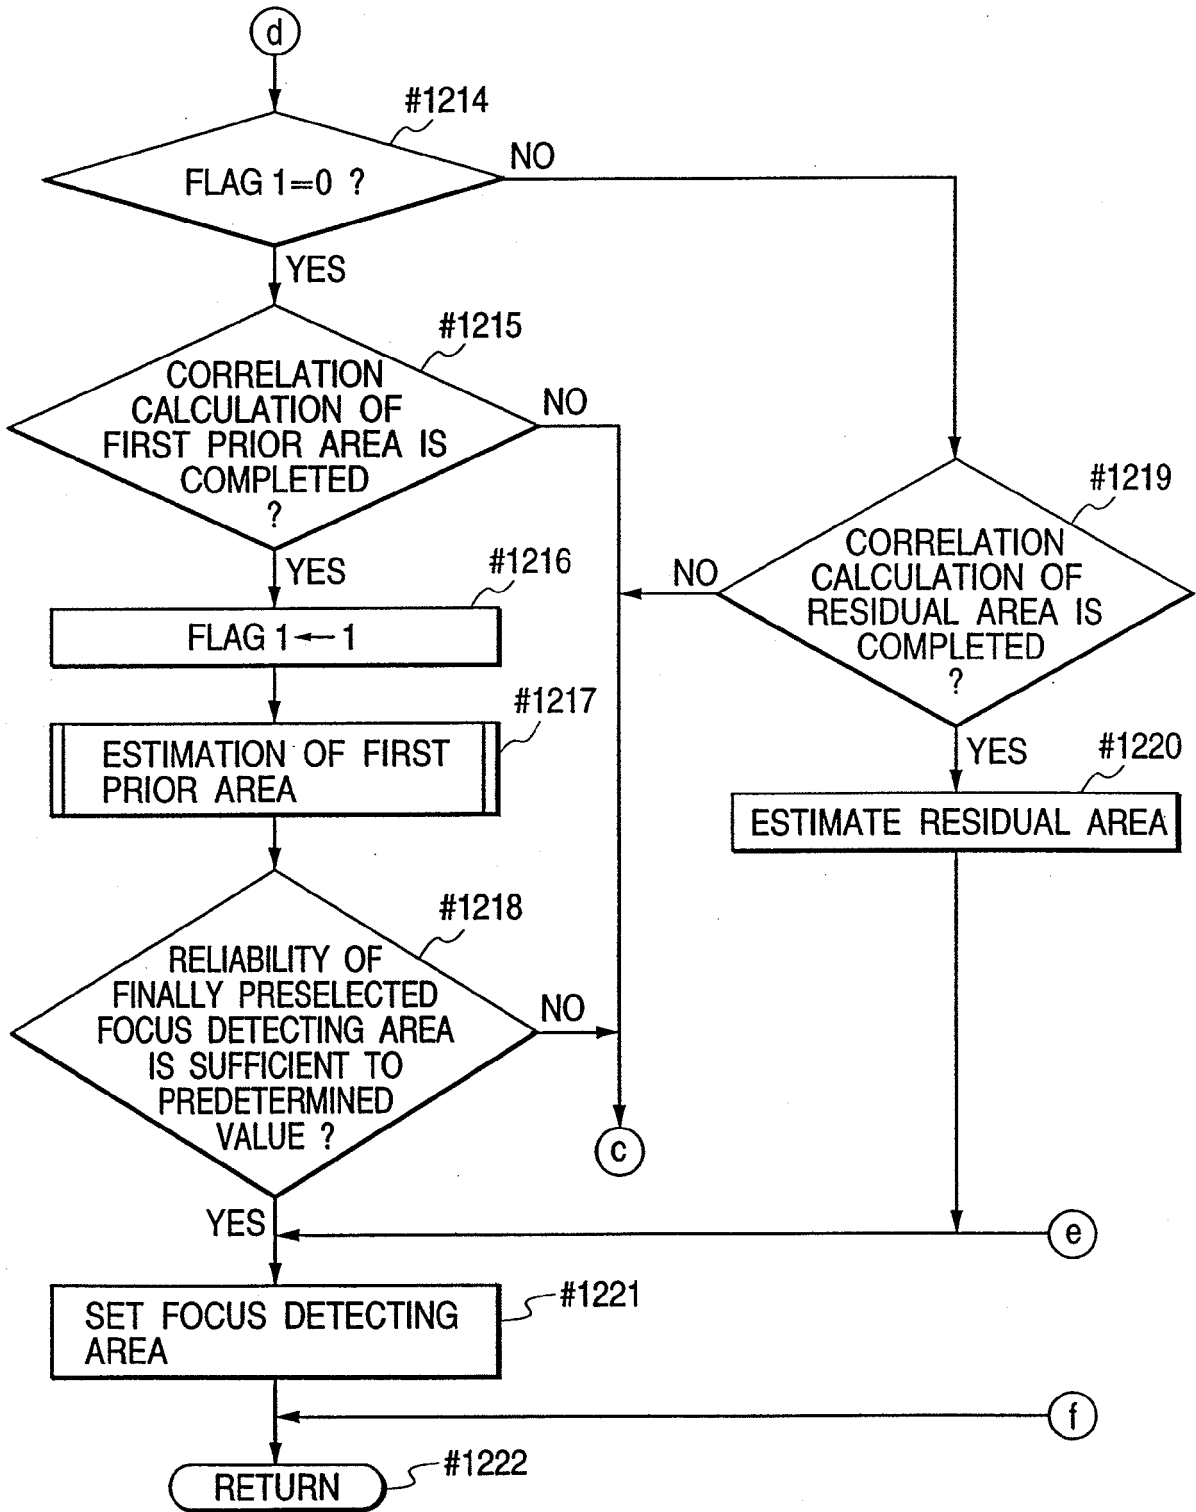 d
#1214
FLAG 1=0 ?
NO
YES
#1215
CORRELATION
CALCULATION OF
FIRST PRIOR AREA IS
COMPLETED
?
NO
YES
#1216
FLAG 1←1
#1217
ESTIMATION OF FIRST
PRIOR AREA
#1218
RELIABILITY OF
FINALLY PRESELECTED
FOCUS DETECTING AREA
IS SUFFICIENT TO
PREDETERMINED
VALUE ?
NO
YES
c
#1219
CORRELATION
CALCULATION OF
RESIDUAL AREA IS
COMPLETED
?
NO
YES
#1220
ESTIMATE RESIDUAL AREA
e
#1221
SET FOCUS DETECTING
AREA
f
#1222
RETURN